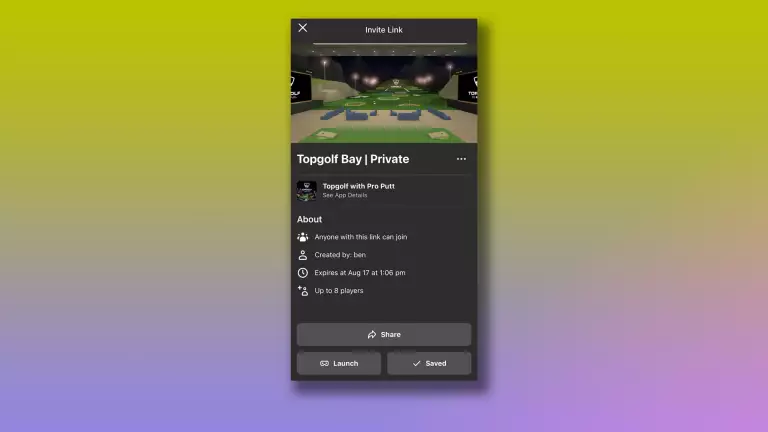 Invite Link
Topgolf Bay | Private
Topgolf with Pro Putt
See App Details
About
Anyone with this link can join
Created by: ben
Expires at Aug 17 at 1:06 pm
Up to 8 players
Share
Launch
Saved